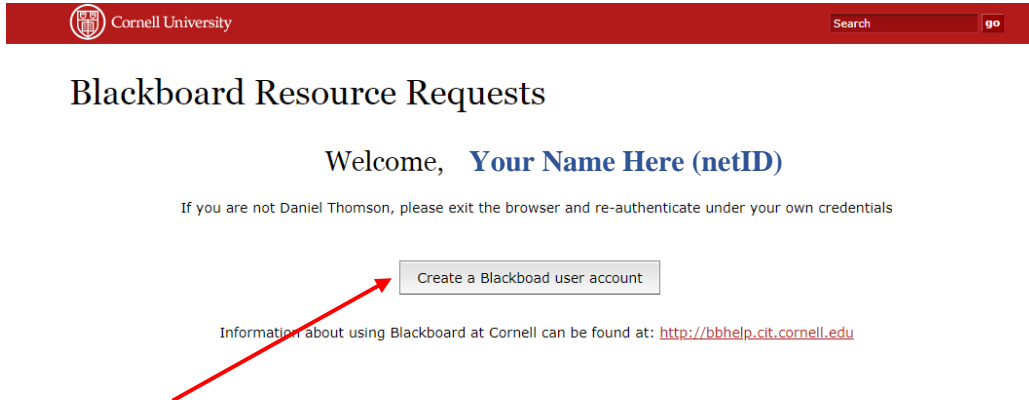 Cornell University
Search go
Blackboard Resource Requests
Welcome, Your Name Here (netID)
If you are not Daniel Thomson, please exit the browser and re-authenticate under your own credentials
Create a Blackboad user account
Information about using Blackboard at Cornell can be found at: http://bbhelp.cit.cornell.edu